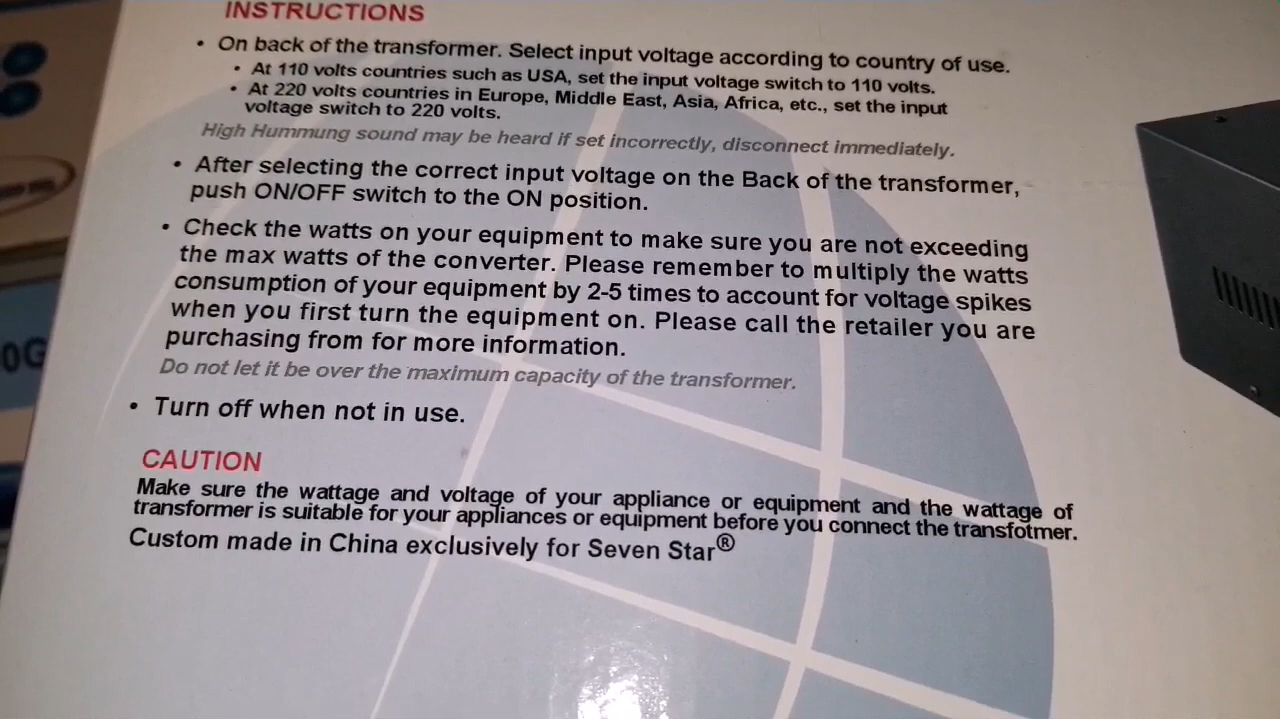 INSTRUCTIONS
• On back of the transformer. Select input voltage according to country of use.
• At 110 volts countries such as USA, set the input voltage switch to 110 volts.
• At 220 volts countries in Europe, Middle East, Asia, Africa, etc., set the input
voltage switch to 220 volts.
High Hummung sound may be heard if set incorrectly, disconnect immediately.
• After selecting the correct input voltage on the Back of the transformer,
push ON/OFF switch to the ON position.
• Check the watts on your equipment to make sure you are not exceeding
the max watts of the converter. Please remember to multiply the watts
consumption of your equipment by 2-5 times to account for voltage spikes
when you first turn the equipment on. Please call the retailer you are
purchasing from for more information.
Do not let it be over the maximum capacity of the transformer.
• Turn off when not in use.
CAUTION
Make sure the wattage and voltage of your appliance or equipment and the wattage of
transformer is suitable for your appliances or equipment before you connect the transfotmer.
Custom made in China exclusively for Seven Star®
0G